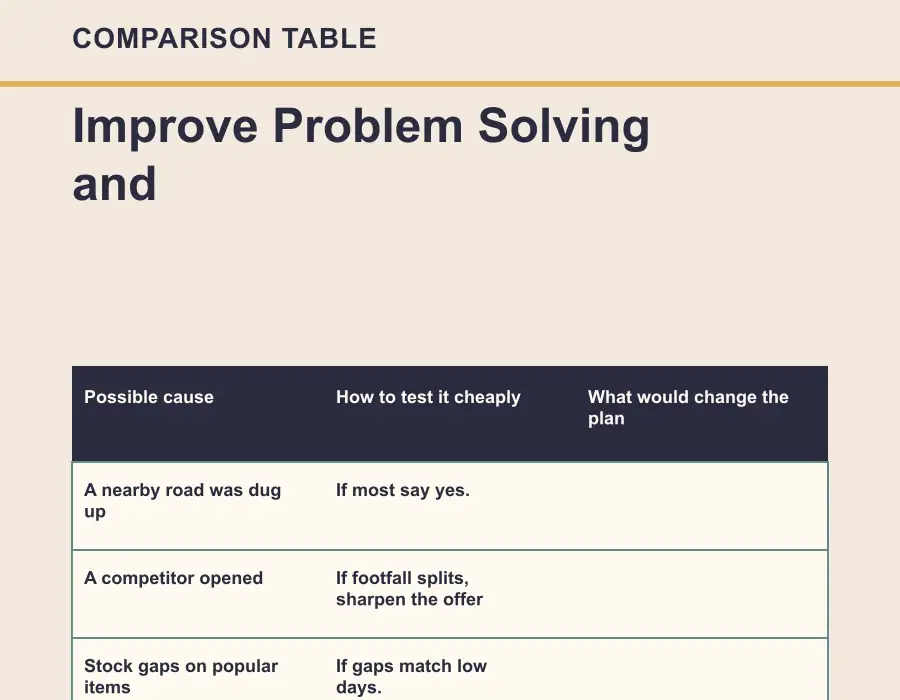 COMPARISON TABLE
Improve Problem Solving
and
Possible cause
How to test it cheaply
What would change the
plan
A nearby road was dug
up
If most say yes.
A competitor opened
If footfall splits,
sharpen the offer
Stock gaps on popular
items
If gaps match low
days.